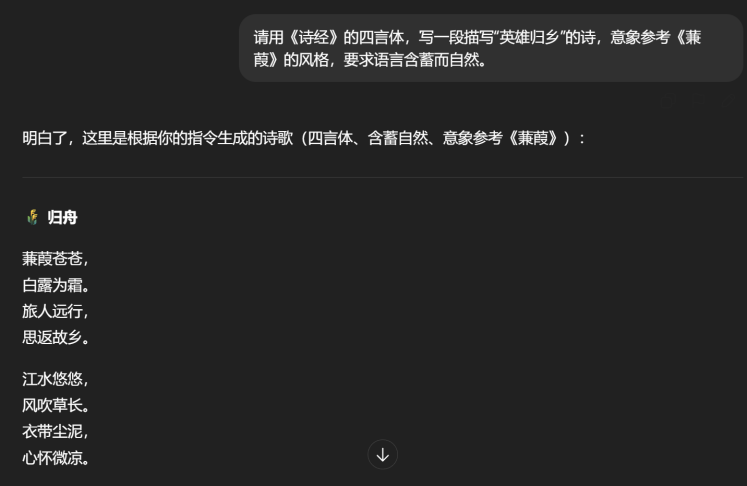 请用《诗经》的四言体，写一段描写“英雄归乡”的诗，意象参考《蒹
葭》的风格，要求语言含蓄而自然。
明白了，这里是根据你的指令生成的诗歌（四言体、含蓄自然、意象参考《蒹葭》）：
归舟
蒹葭苍苍，
白露为霜。
旅人远行，
思返故乡。
江水悠悠，
风吹草长。
衣带尘泥，
心怀微凉。